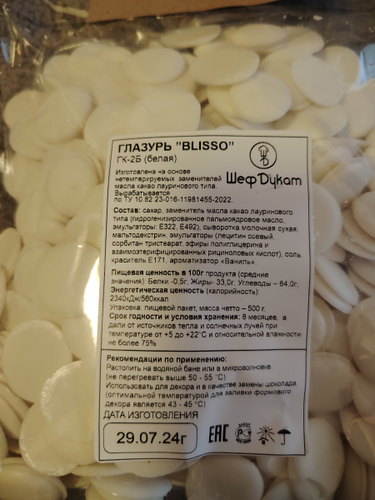 ГЛАЗУРЬ "BLISSO"
ГК-2Б (белая)
Изготовлена на основе
нетемперируемых заменителей
масла какао лауринового типа.
Вырабатывается
по ТУ 10.82.23-016-11981455-2022.
ШефДукат
Состав: сахар, заменитель масла какао лауринового
типа (гидрогенизированное пальмоядровое масло,
эмульгаторы: Е322, Е492), сыворотка молочная сухая,
мальтодекстрин, эмульгаторы (лецитин соевый,
сорбитан тристеарат, эфиры полиглицерина и
взаимоэтерифицированных рициноловых кислот), соль,
краситель Е171, ароматизатор «Ваниль».
Пищевая ценность в 100г продукта (средние
значения): Белки -0,5г, Жиры- 33,0г. Углеводы – 64,0г.
Энергетическая ценность (калорийность):
2340кДж/560ккал
Упаковка: пищевой пакет, масса нетто – 500 г.
Срок годности и условия хранения: 6 месяцев, в
дали от источников тепла и солнечных лучей при
температуре от +5 до +22°С и относительной влажности
не более 75%
Рекомендации по применению:
Растопить на водяной бане или в микроволновке
(не перегревать выше 50 - 55 °С)
Использовать для декора и в качестве замены шоколада.
(оптимальной температурой для заливки формового
декора является 43 - 45 °С)
ДАТА ИЗГОТОВЛЕНИЯ
29.07.24г
ЕАС